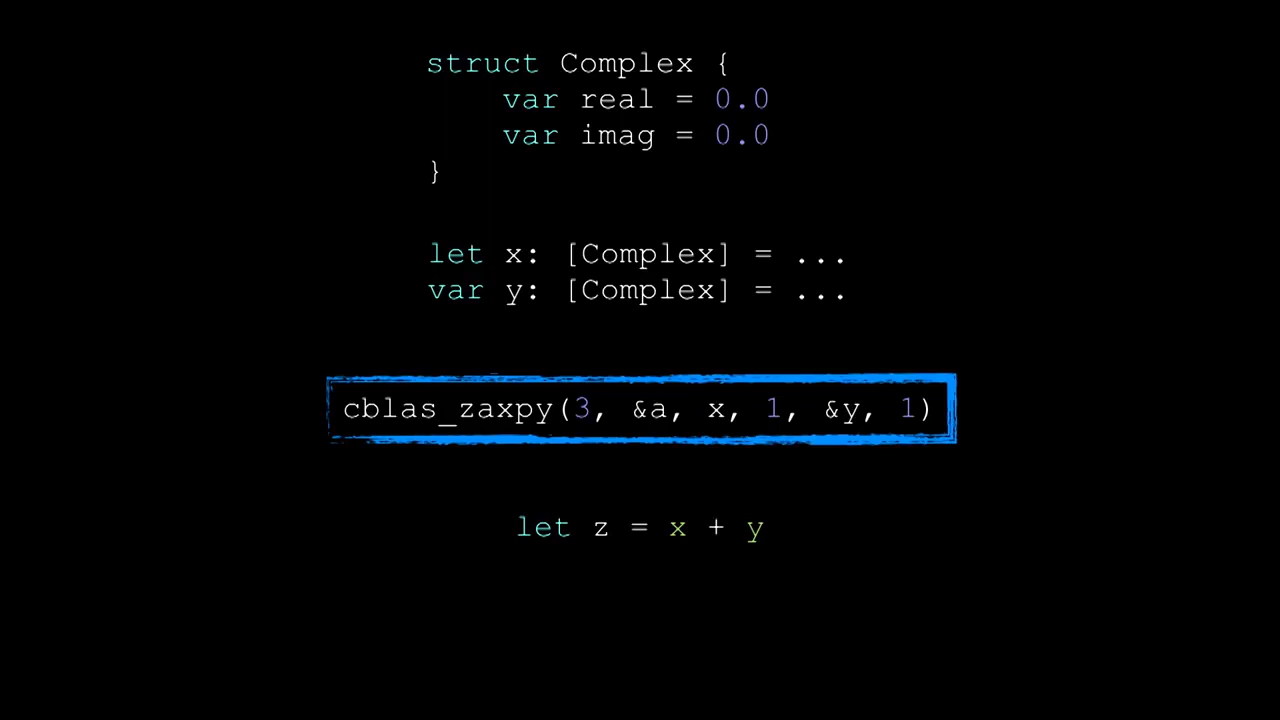 struct Complex {
    var real = 0.0
    var imag = 0.0
}
let x: [Complex] = ...
var y: [Complex] = ...
cblas_zaxpy(3, &a, x, 1, &y, 1)
let z = x + y